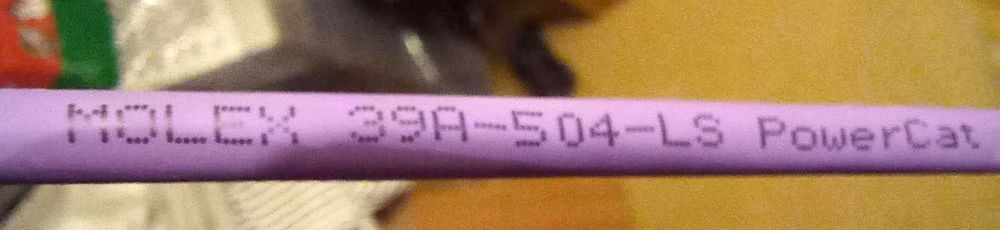 MOLEX 39A-504-LS PowerCat